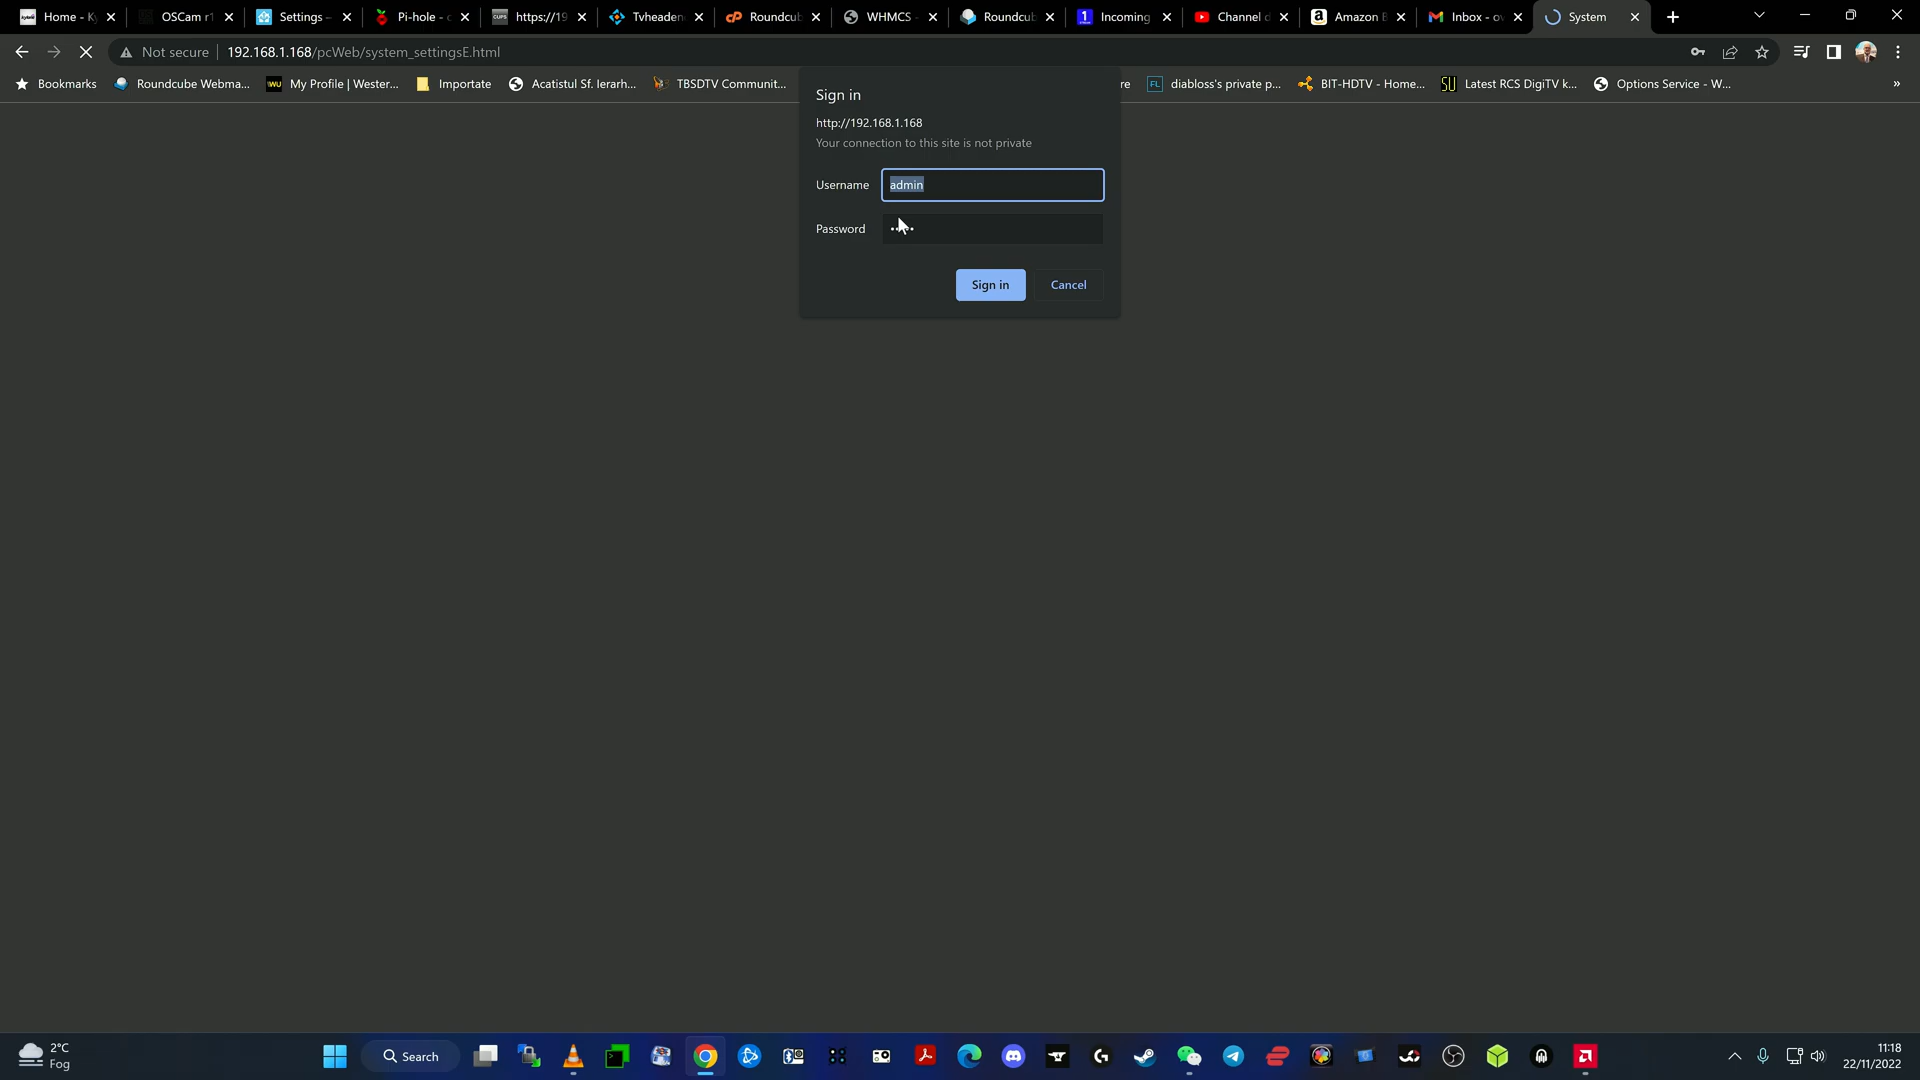 Home - Ky
OSCam r1
Settings -
Pi-hole - c
https://19
Tvheaden
Roundcub
WHMCS -
Roundcub
Incoming
Channel d
Amazon B
Inbox - ov
System
Not secure
192.168.1.168/pcWeb/system_settingsE.html
Bookmarks
Roundcube Webma...
My Profile | Wester...
Importate
Acatistul Sf. Ierarh...
TBSDTV Communit...
re
diabloss's private p...
BIT-HDTV - Home...
Latest RCS DigiTV k...
Options Service - W...
Sign in
http://192.168.1.168
Your connection to this site is not private
Username
admin
Password
Sign in
Cancel
2°C
Fog
Search
11:18
22/11/2022